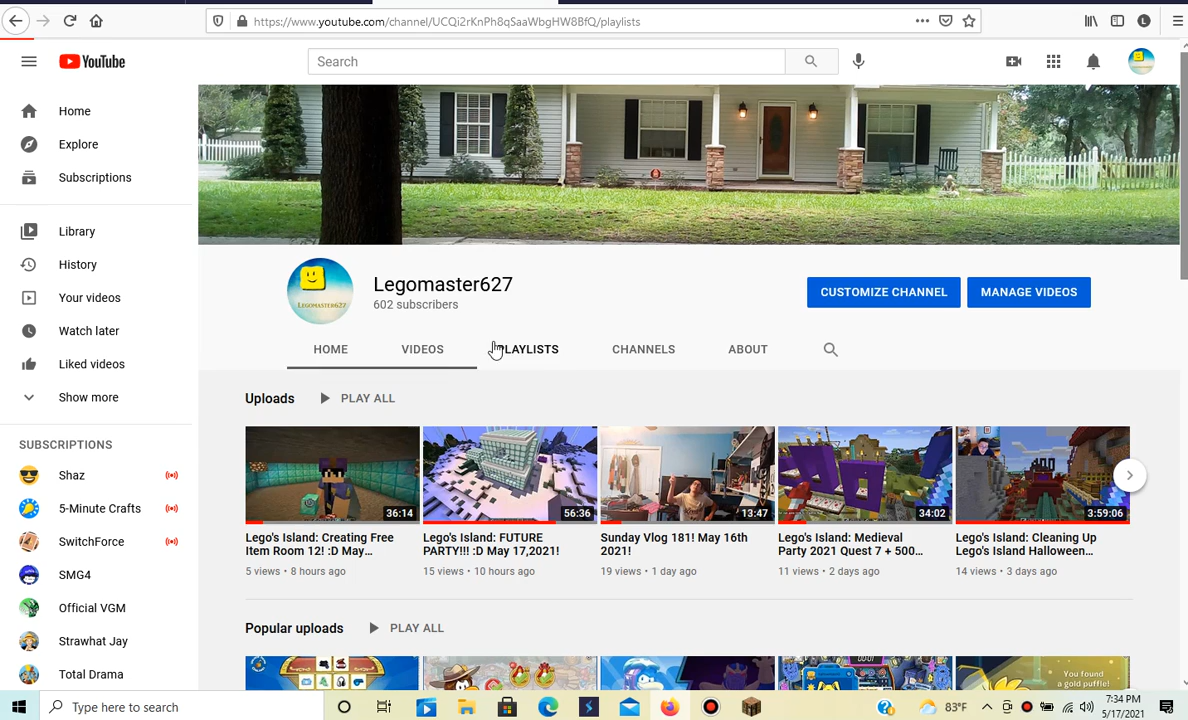 https://www.youtube.com/channel/UCQi2rKnPh8qSaaWbgHW8BfQ/playlists
YouTube
Search
Home
Explore
Subscriptions
Library
History
Your videos
Watch later
Liked videos
Show more
SUBSCRIPTIONS
Shaz
5-Minute Crafts
SwitchForce
SMG4
Official VGM
Strawhat Jay
Total Drama
LEGOMASTER627
Legomaster627
602 subscribers
CUSTOMIZE CHANNEL
MANAGE VIDEOS
HOME
VIDEOS
PLAYLISTS
CHANNELS
ABOUT
Uploads
PLAY ALL
36:14
56:36
13:47
34:02
3:59:06
Lego's Island: Creating Free
Item Room 12! :D May...
5 views • 8 hours ago
Lego's Island: FUTURE
PARTY!!! :D May 17,2021!
15 views • 10 hours ago
Sunday Vlog 181! May 16th
2021!
19 views • 1 day ago
Lego's Island: Medieval
Party 2021 Quest 7 + 500...
11 views • 2 days ago
Lego's Island: Cleaning Up
Lego's Island Halloween...
14 views • 3 days ago
Popular uploads
PLAY ALL
You found
a gold puffle!
Type here to search
83°F
7:34 PM
5/17/2021